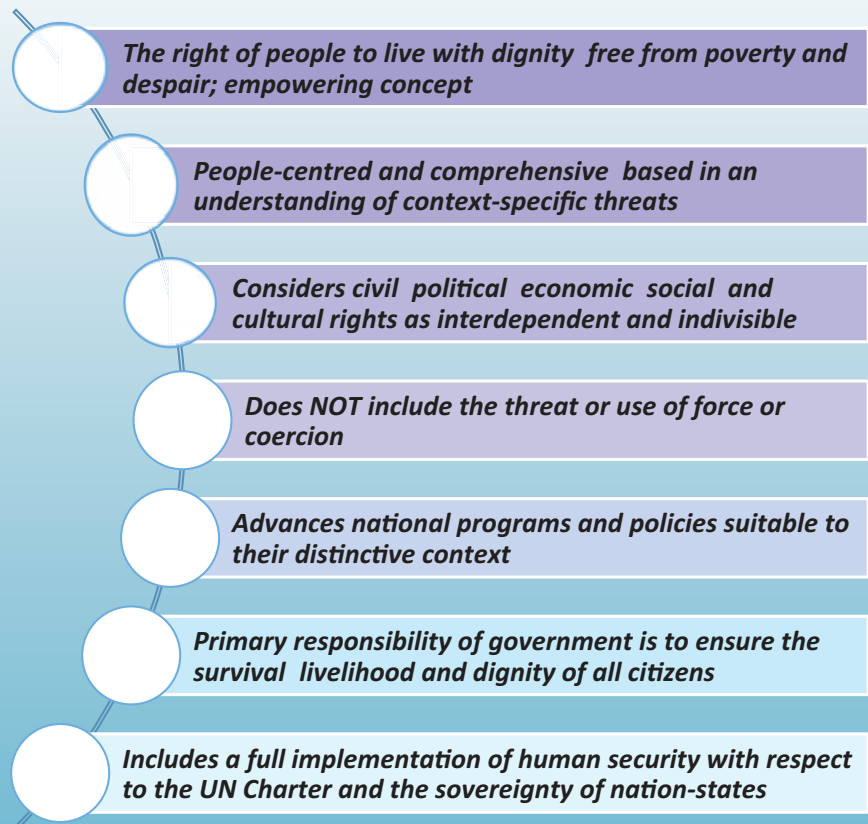 The right of people to live with dignity free from poverty and
despair; empowering concept
People-centred and comprehensive based in an
understanding of context-specific threats
Considers civil political economic social and
cultural rights as interdependent and indivisible
Does NOT include the threat or use of force or
coercion
Advances national programs and policies suitable to
their distinctive context
Primary responsibility of government is to ensure the
survival livelihood and dignity of all citizens
Includes a full implementation of human security with respect
to the UN Charter and the sovereignty of nation-states